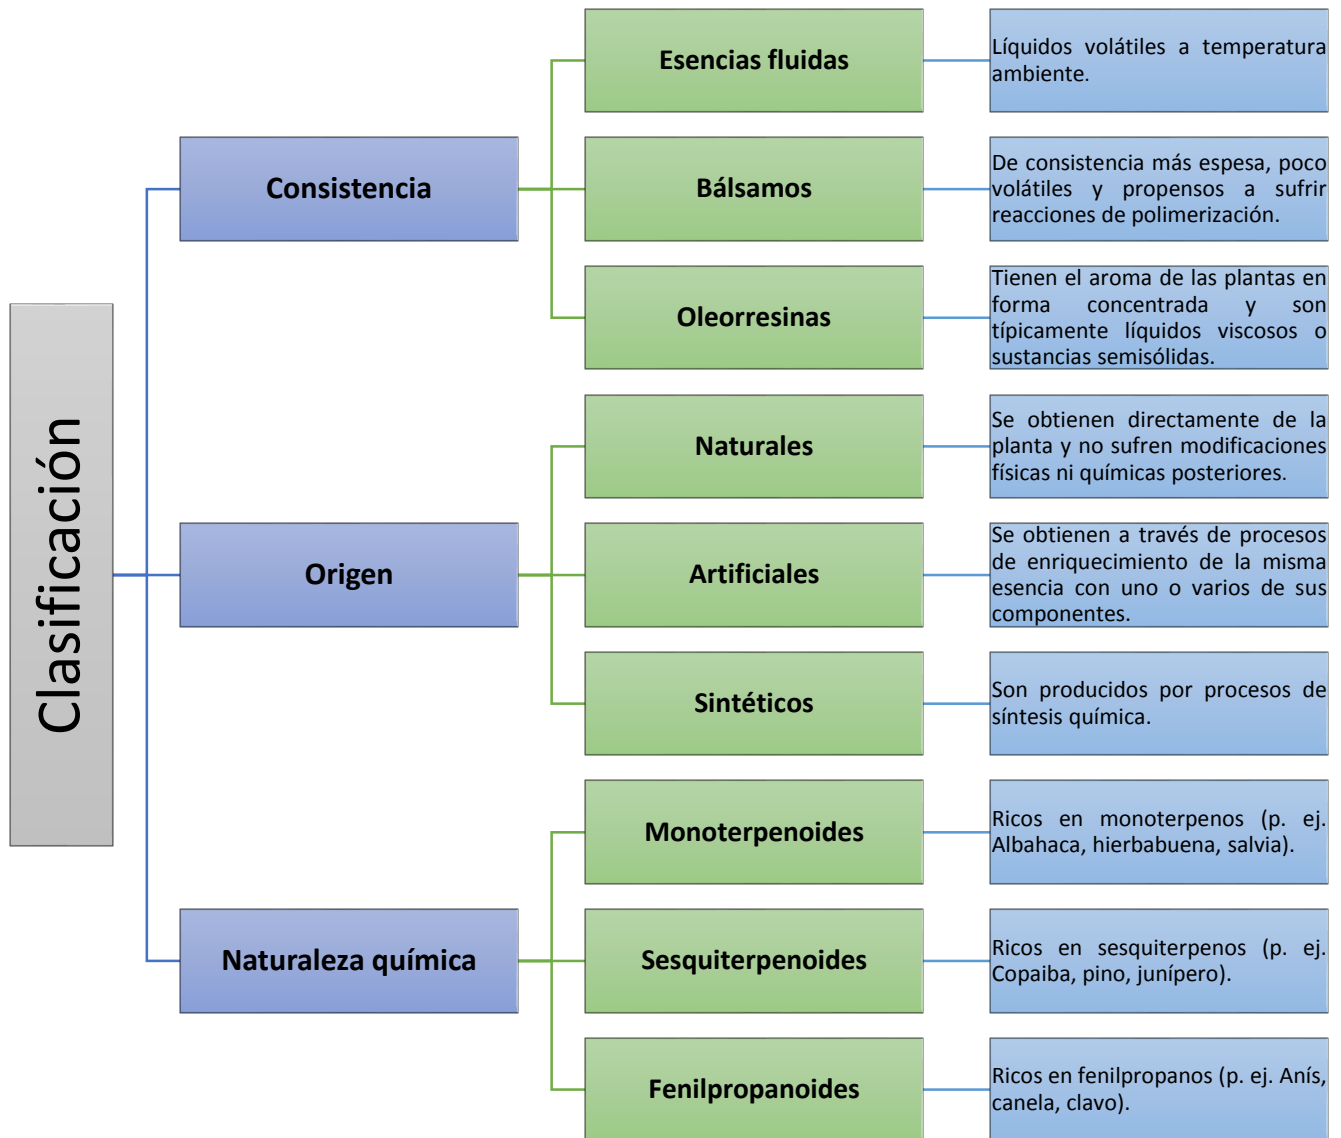 Clasificación
Consistencia
Esencias fluidas
Líquidos volátiles a temperatura
ambiente.
Bálsamos
De consistencia más espesa, poco
volátiles y propensos a sufrir
reacciones de polimerización.
Oleorresinas
Tienen el aroma de las plantas en
forma concentrada y son
típicamente líquidos viscosos o
sustancias semisólidas.
Origen
Naturales
Se obtienen directamente de la
planta y no sufren modificaciones
físicas ni químicas posteriores.
Artificiales
Se obtienen a través de procesos
de enriquecimiento de la misma
esencia con uno o varios de sus
componentes.
Sintéticos
Son producidos por procesos de
síntesis química.
Naturaleza química
Monoterpenoides
Ricos en monoterpenos (p. ej.
Albahaca, hierbabuena, salvia).
Sesquiterpenoides
Ricos en sesquiterpenos (p. ej.
Copaiba, pino, junípero).
Fenilpropanoides
Ricos en fenilpropanos (p. ej. Anís,
canela, clavo).